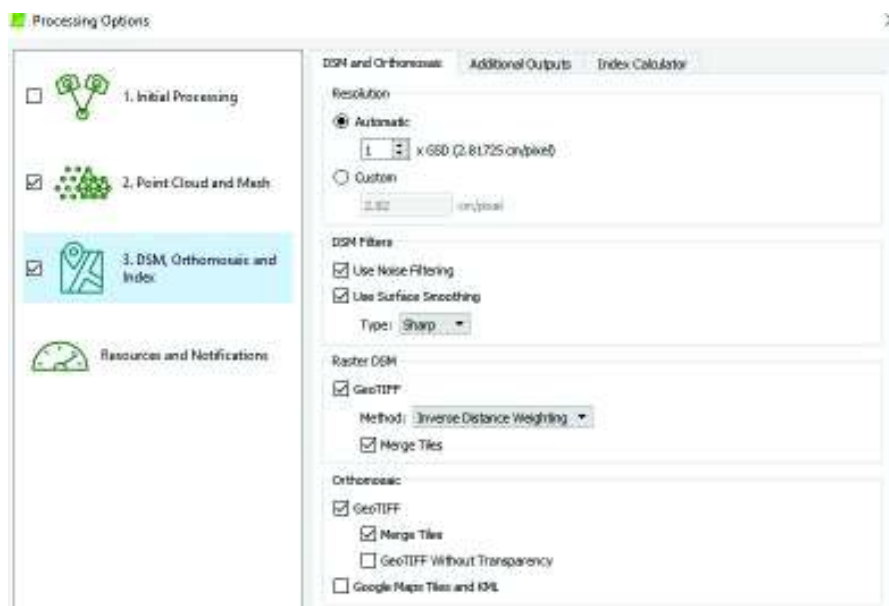 Processing Options
1. Initial Processing
2. Point Cloud and Mesh
3. DSM, Orthomosaic and
Index
Resources and Notifications
DSM and Orthomosaic
Additional Outputs
Index Calculator
Resolution
Automatic
1 x GSD (2.81725 cm/pixel)
Custom
2.82 cm/pixel
DSM Filters
Use Noise Filtering
Use Surface Smoothing
Type: Sharp
Raster DSM
GeoTIFF
Method: Inverse Distance Weighting
Merge Tiles
Orthomosaic
GeoTIFF
Merge Tiles
GeoTIFF Without Transparency
Google Maps Tiles and KML